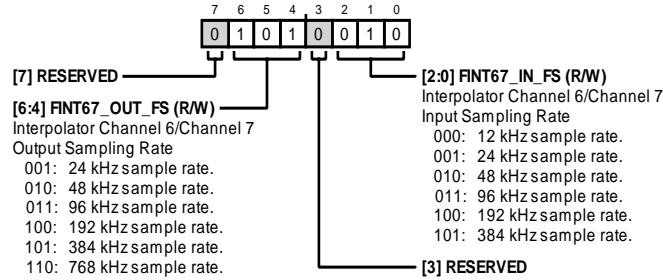 7 6 5 4 3 2 1 0
0 1 0 1 0 0 1 0
[7] RESERVED
[6:4] FINT67_OUT_FS (R/W)
Interpolator Channel 6/Channel 7
Output Sampling Rate
001: 24 kHz sample rate.
010: 48 kHz sample rate.
011: 96 kHz sample rate.
100: 192 kHz sample rate.
101: 384 kHz sample rate.
110: 768 kHz sample rate.
[2:0] FINT67_IN_FS (R/W)
Interpolator Channel 6/Channel 7
Input Sampling Rate
000: 12 kHz sample rate.
001: 24 kHz sample rate.
010: 48 kHz sample rate.
011: 96 kHz sample rate.
100: 192 kHz sample rate.
101: 384 kHz sample rate.
[3] RESERVED